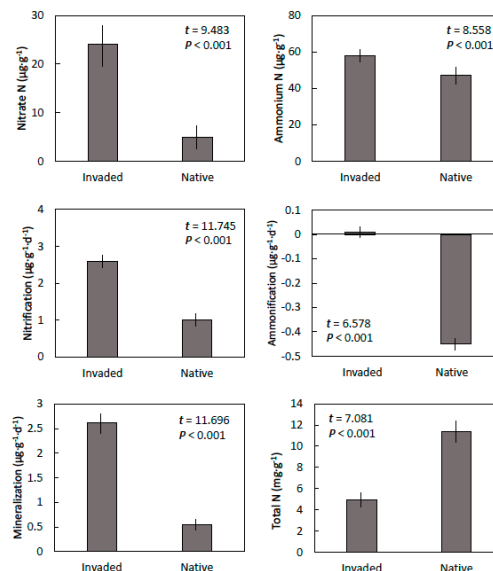 Nitrate N (µg·g⁻¹)
30
20
10
0
t = 9.483
P < 0.001
Invaded Native
Ammonium N (µg·g⁻¹)
80
60
40
20
0
t = 8.558
P < 0.001
Invaded Native
Nitrification (µg·g⁻¹·d⁻¹)
4
3
2
1
0
t = 11.745
P < 0.001
Invaded Native
Ammonification (µg·g⁻¹·d⁻¹)
0.1
0
-0.1
-0.2
-0.3
-0.4
-0.5
t = 6.578
P < 0.001
Invaded Native
Mineralization (µg·g⁻¹·d⁻¹)
3
2.5
2
1.5
1
0.5
0
t = 11.696
P < 0.001
Invaded Native
Total N (mg·g⁻¹)
14
12
10
8
6
4
2
0
t = 7.081
P < 0.001
Invaded Native